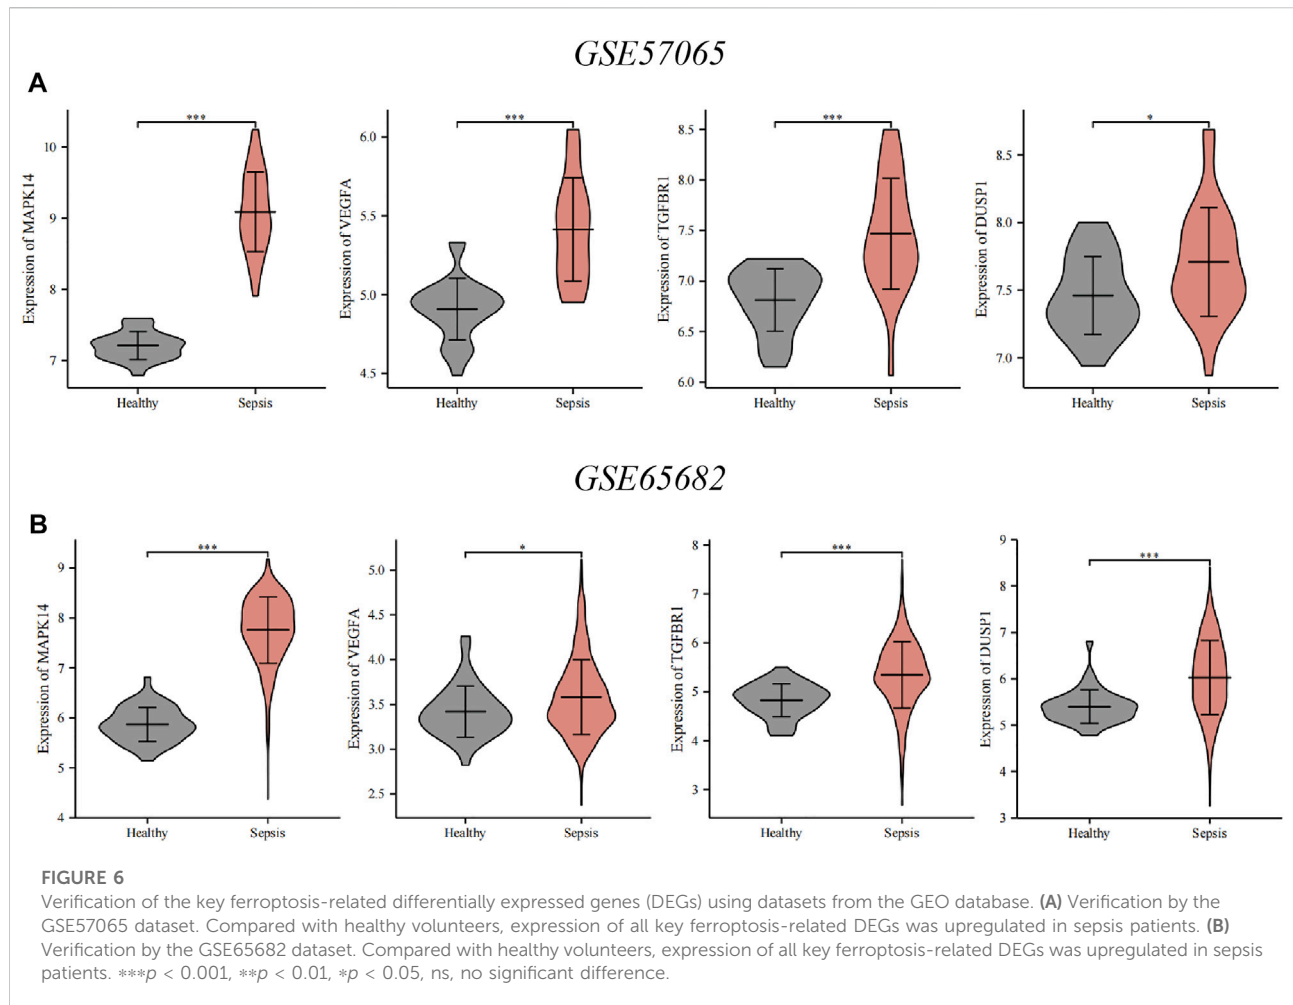 GSE57065
A
Expression of MAPK14
10
9
8
7
***
Healthy
Sepsis
Expression of VEGFA
6.0
5.5
5.0
4.5
***
Healthy
Sepsis
Expression of TGFBR1
8.5
8.0
7.5
7.0
6.5
6.0
***
Healthy
Sepsis
Expression of DUSP1
8.5
8.0
7.5
7.0
*
Healthy
Sepsis
GSE65682
B
Expression of MAPK14
9
8
7
6
5
4
***
Healthy
Sepsis
Expression of VEGFA
5.0
4.5
4.0
3.5
3.0
2.5
*
Healthy
Sepsis
Expression of TGFBR1
8
7
6
5
4
3
***
Healthy
Sepsis
Expression of DUSP1
9
8
7
6
5
4
3
***
Healthy
Sepsis
FIGURE 6
Verification of the key ferroptosis-related differentially expressed genes (DEGs) using datasets from the GEO database. (A) Verification by the
GSE57065 dataset. Compared with healthy volunteers, expression of all key ferroptosis-related DEGs was upregulated in sepsis patients. (B)
Verification by the GSE65682 dataset. Compared with healthy volunteers, expression of all key ferroptosis-related DEGs was upregulated in sepsis
patients. ∗∗∗p < 0.001, ∗∗p < 0.01, ∗p < 0.05, ns, no significant difference.